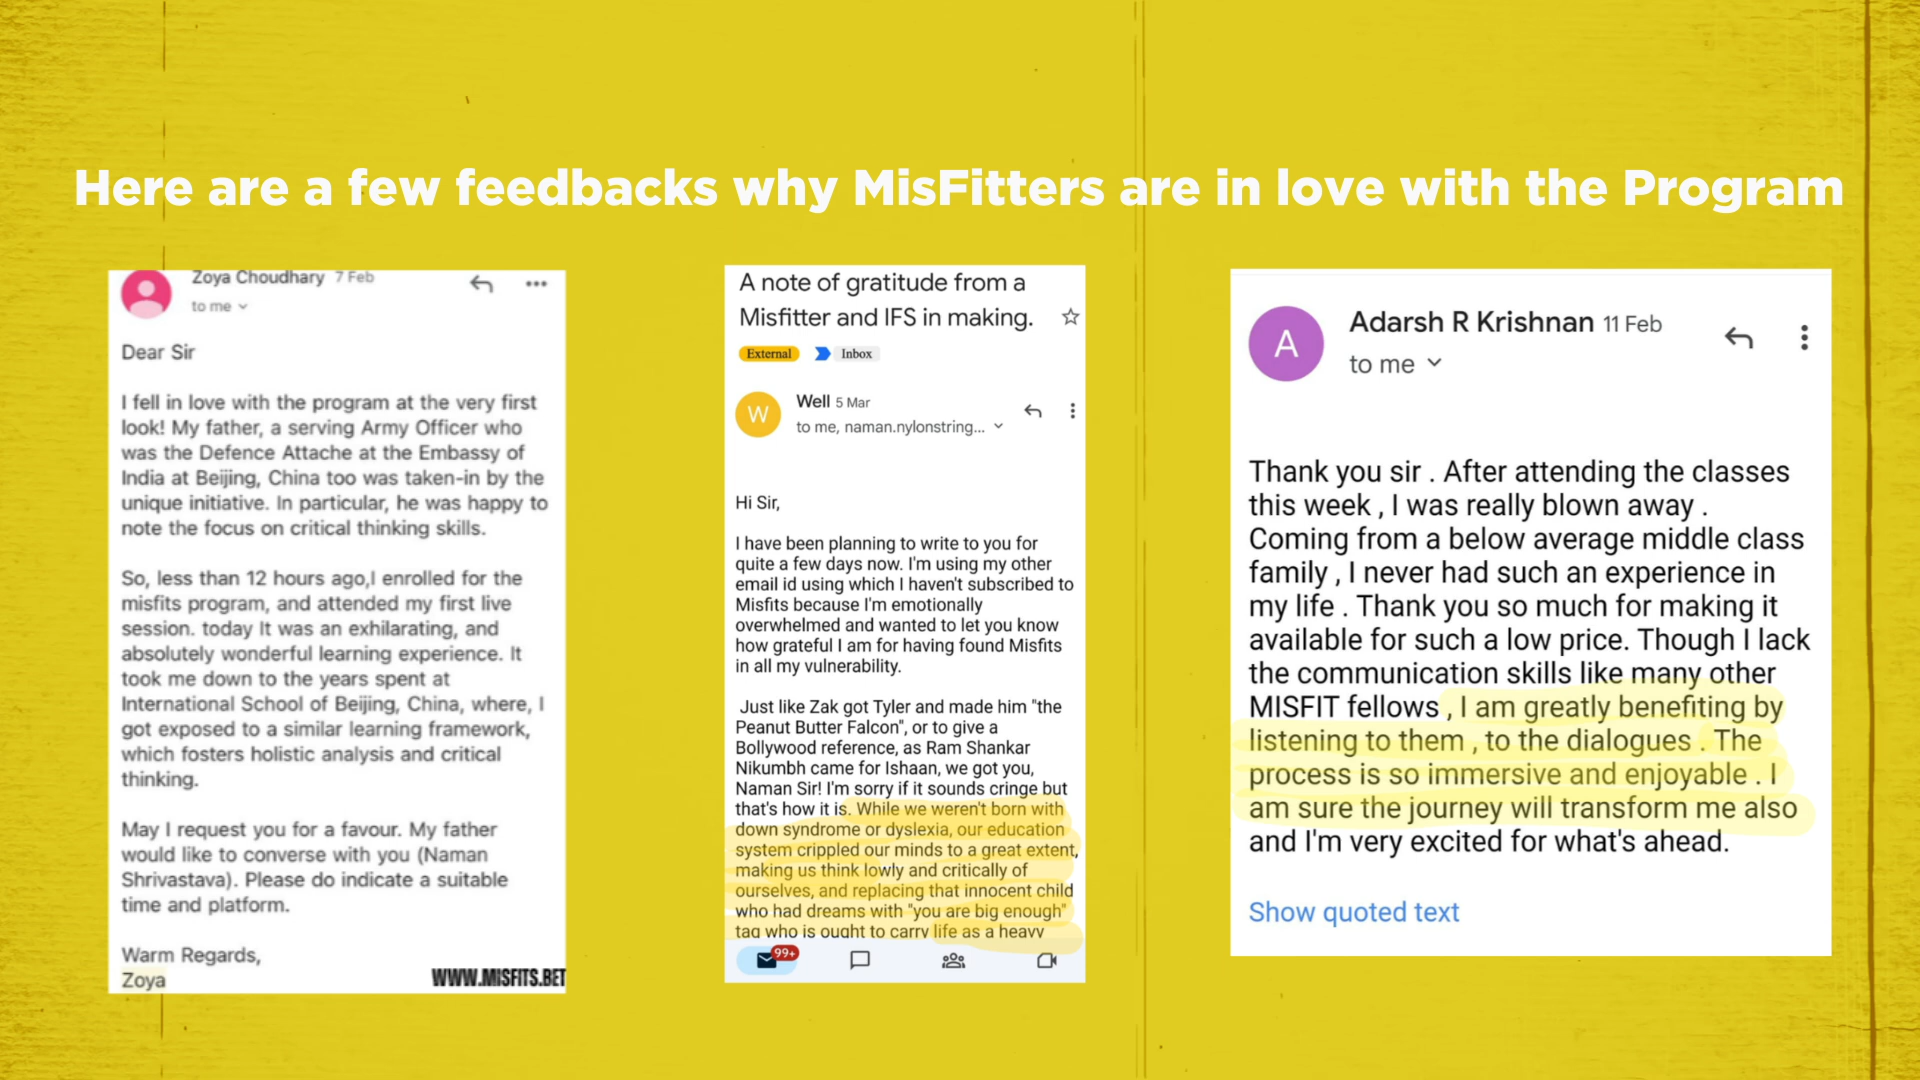 Here are a few feedbacks why MisFitters are in love with the Program
Zoya Choudhary 7 Feb
to me
Dear Sir
I fell in love with the program at the very first
look! My father, a serving Army Officer who
was the Defence Attache at the Embassy of
India at Beijing, China too was taken-in by the
unique initiative. In particular, he was happy to
note the focus on critical thinking skills.
So, less than 12 hours ago,I enrolled for the
misfits program, and attended my first live
session. today It was an exhilarating, and
absolutely wonderful learning experience. It
took me down to the years spent at
International School of Beijing, China, where, I
got exposed to a similar learning framework,
which fosters holistic analysis and critical
thinking.
May I request you for a favour. My father
would like to converse with you (Naman
Shrivastava). Please do indicate a suitable
time and platform.
Warm Regards,
Zoya
WWW.MISFITS.BET
A note of gratitude from a
Misfitter and IFS in making.
External Inbox
W
Well 5 Mar
to me, naman.nylonstring...
Hi Sir,
I have been planning to write to you for
quite a few days now. I'm using my other
email id using which I haven't subscribed to
Misfits because I'm emotionally
overwhelmed and wanted to let you know
how grateful I am for having found Misfits
in all my vulnerability.
Just like Zak got Tyler and made him "the
Peanut Butter Falcon", or to give a
Bollywood reference, as Ram Shankar
Nikumbh came for Ishaan, we got you,
Naman Sir! I'm sorry if it sounds cringe but
that's how it is. While we weren't born with
down syndrome or dyslexia, our education
system crippled our minds to a great extent,
making us think lowly and critically of
ourselves, and replacing that innocent child
who had dreams with "you are big enough"
tag who is ought to carry life as a heavy
99+
A
Adarsh R Krishnan 11 Feb
to me
Thank you sir . After attending the classes
this week , I was really blown away .
Coming from a below average middle class
family , I never had such an experience in
my life . Thank you so much for making it
available for such a low price. Though I lack
the communication skills like many other
MISFIT fellows , I am greatly benefiting by
listening to them , to the dialogues . The
process is so immersive and enjoyable . I
am sure the journey will transform me also
and I'm very excited for what's ahead.
Show quoted text